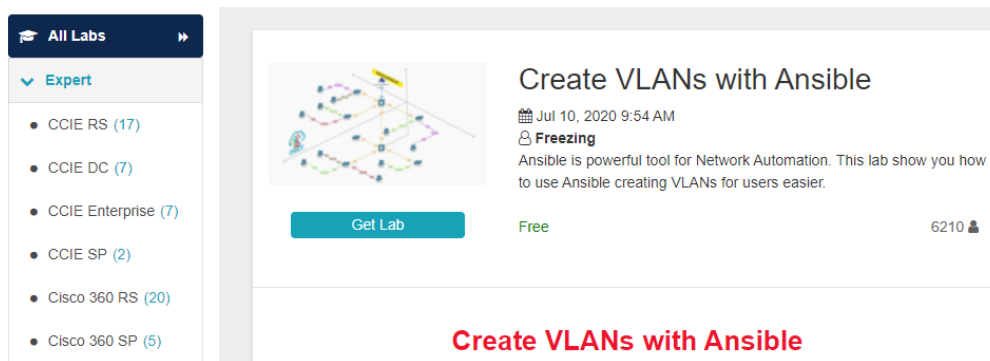 All Labs
Expert
CCIE RS (17)
CCIE DC (7)
CCIE Enterprise (7)
CCIE SP (2)
Cisco 360 RS (20)
Cisco 360 SP (5)
Create VLANs with Ansible
Jul 10, 2020 9:54 AM
Freezing
Ansible is powerful tool for Network Automation. This lab show you how
to use Ansible creating VLANs for users easier.
Get Lab
Free 6210
Create VLANs with Ansible